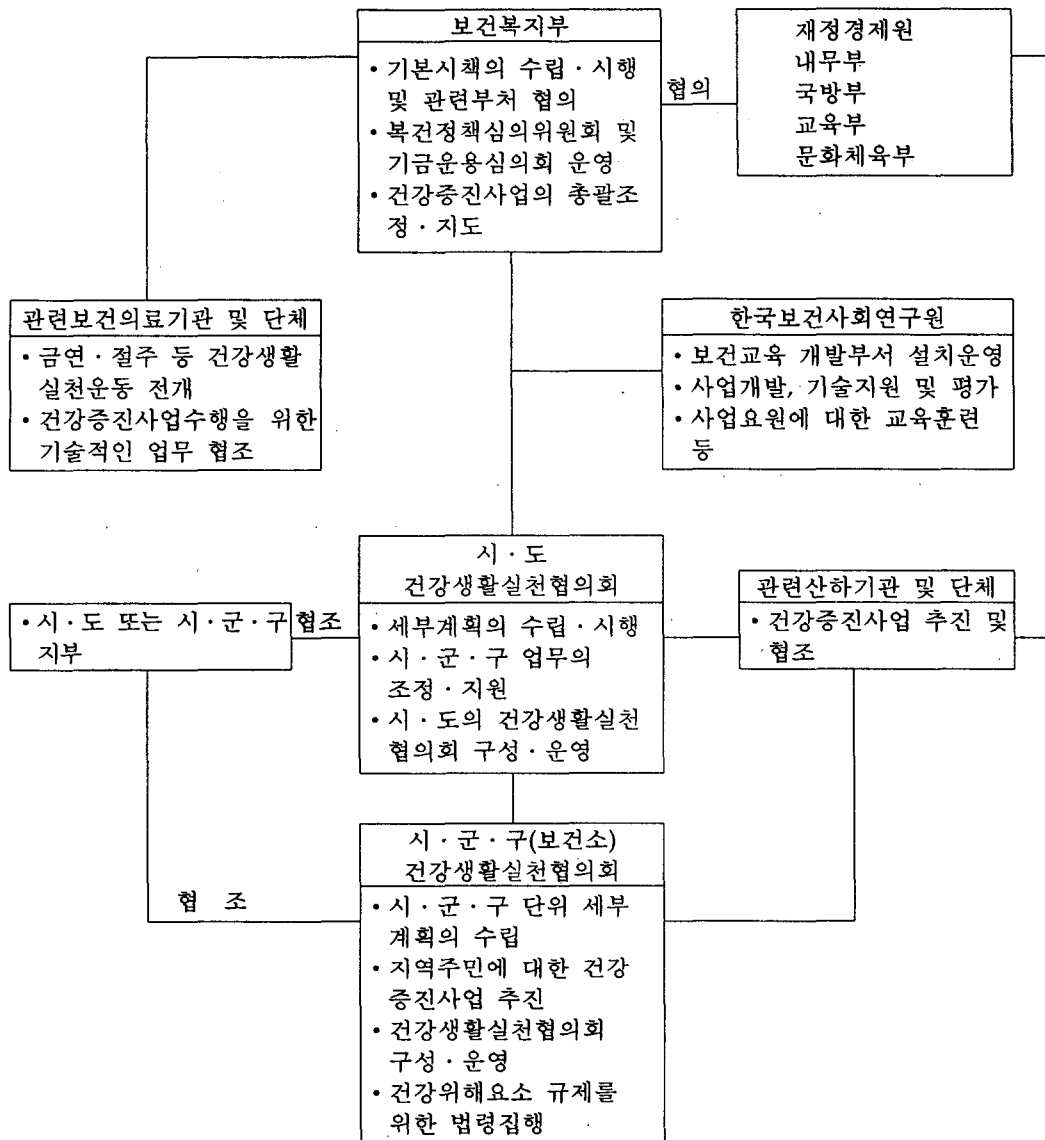 보건복지부
• 기본시책의 수립 · 시행
및 관련부처 협의
• 복건정책심의위원회 및
기금운용심의회 운영
• 건강증진사업의 총괄조
정 · 지도
협의
재정경제원
내무부
국방부
교육부
문화체육부
관련보건의료기관 및 단체
• 금연 · 절주 등 건강생활
실천운동 전개
• 건강증진사업수행을 위한
기술적인 업무 협조
한국보건사회연구원
• 보건교육 개발부서 설치운영
• 사업개발, 기술지원 및 평가
• 사업요원에 대한 교육훈련
등
시 · 도
건강생활실천협의회
• 세부계획의 수립 · 시행
• 시 · 군 · 구 업무의
조정 · 지원
• 시 · 도의 건강생활실천
협의회 구성 · 운영
• 시 · 도 또는 시 · 군 · 구
지부
협조
관련산하기관 및 단체
• 건강증진사업 추진 및
협조
시 · 군 · 구(보건소)
건강생활실천협의회
• 시 · 군 · 구 단위 세부
계획의 수립
• 지역주민에 대한 건강
증진사업 추진
• 건강생활실천협의회
구성 · 운영
• 건강위해요소 규제를
위한 법령집행
협 조